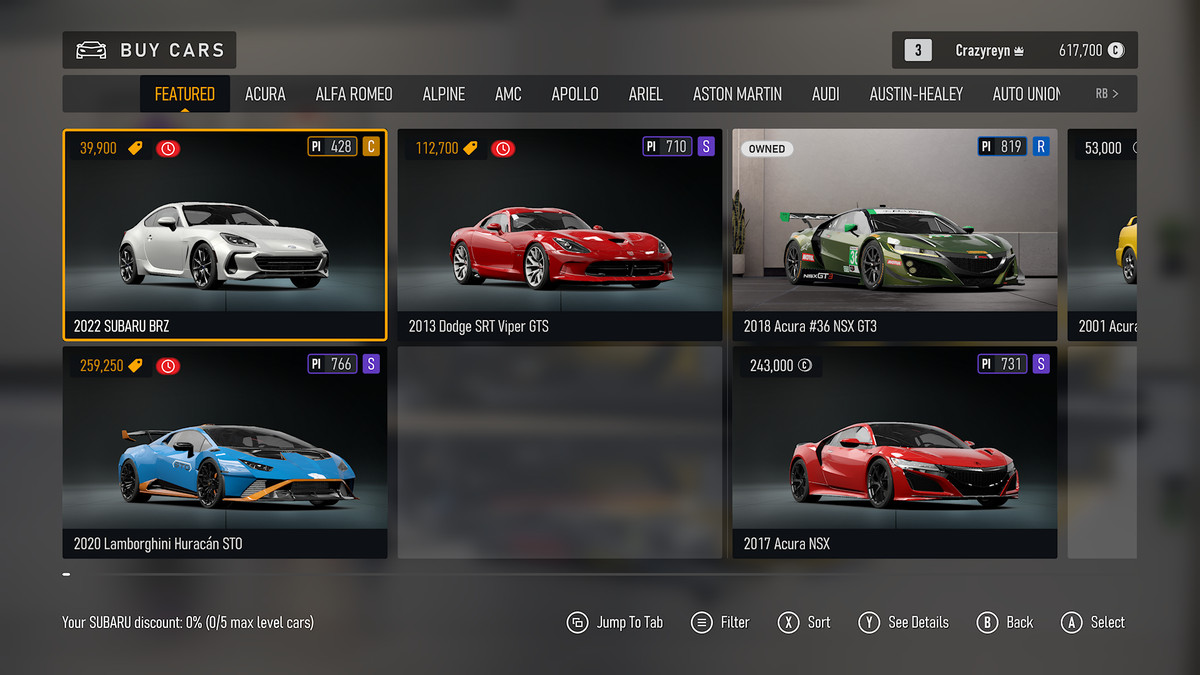 BUY CARS
3 Crazyreyn 617,700 C
FEATURED ACURA ALFA ROMEO ALPINE AMC APOLLO ARIEL ASTON MARTIN AUDI AUSTIN-HEALEY AUTO UNION RB >
39,900 PI 428 C
2022 SUBARU BRZ
112,700 PI 710 S
2013 Dodge SRT Viper GTS
OWNED PI 819 R
NSXGT3
2018 Acura #36 NSX GT3
53,000
2001 Acura
259,250 PI 766 S
2020 Lamborghini Huracán STO
243,000 C PI 731 S
2017 Acura NSX
Your SUBARU discount: 0% (0/5 max level cars)
Jump To Tab Filter X Sort Y See Details B Back A Select